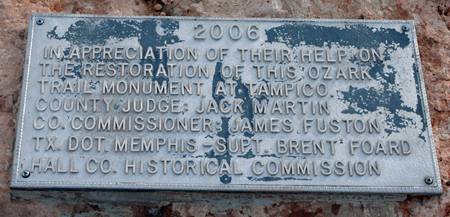 2006
IN APPRECIATION OF THEIR HELP ON
THE RESTORATION OF THIS OZARK
TRAIL MONUMENT AT TAMPICO.
COUNTY JUDGE, JACK MARTIN
CO. COMMISSIONER, JAMES FUSTON
TX. DOT. MEMPHIS - SUPT. BRENT FOARD
HALL CO. HISTORICAL COMMISSION